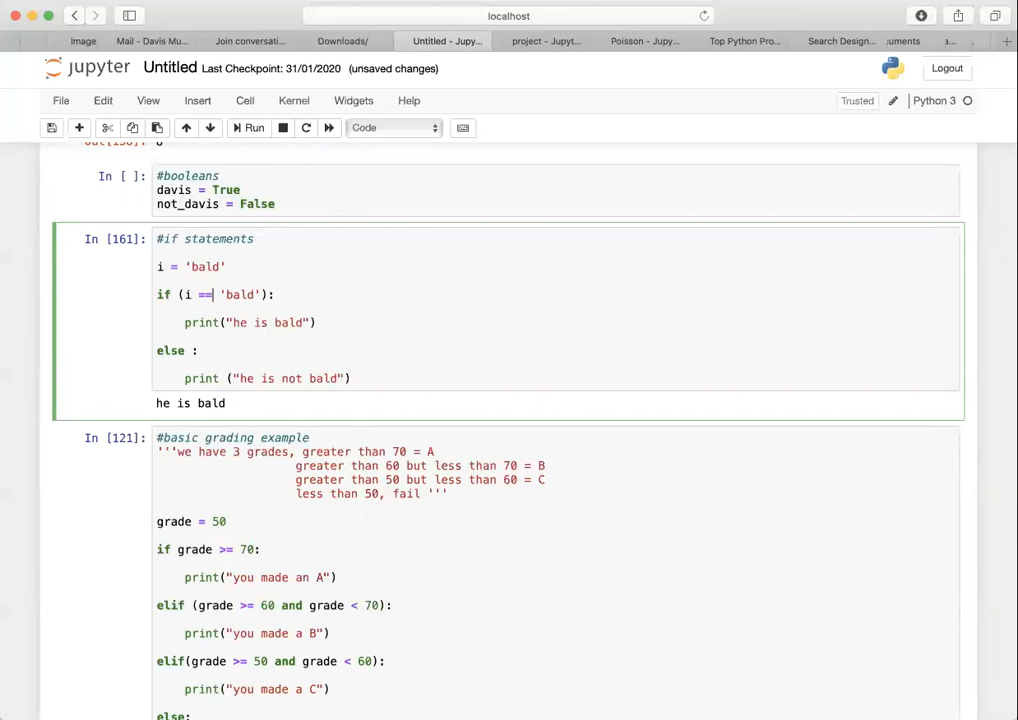 localhost
Image
Mail - Davis Mu...
Join conversati...
Downloads/
Untitled - Jupy...
project - Jupyt...
Poisson - Jupy...
Top Python Pro...
Search Design...
:uments
a...
jupyter Untitled Last Checkpoint: 31/01/2020 (unsaved changes)
Logout
File Edit View Insert Cell Kernel Widgets Help
Trusted
Python 3
Run
Code
In [ ]: #booleans
davis = True
not_davis = False
In [161]: #if statements
i = 'bald'
if (i == 'bald'):
print("he is bald")
else :
print ("he is not bald")
he is bald
In [121]: #basic grading example
'''we have 3 grades, greater than 70 = A
greater than 60 but less than 70 = B
greater than 50 but less than 60 = C
less than 50, fail '''
grade = 50
if grade >= 70:
print("you made an A")
elif (grade >= 60 and grade < 70):
print("you made a B")
elif(grade >= 50 and grade < 60):
print("you made a C")
else: